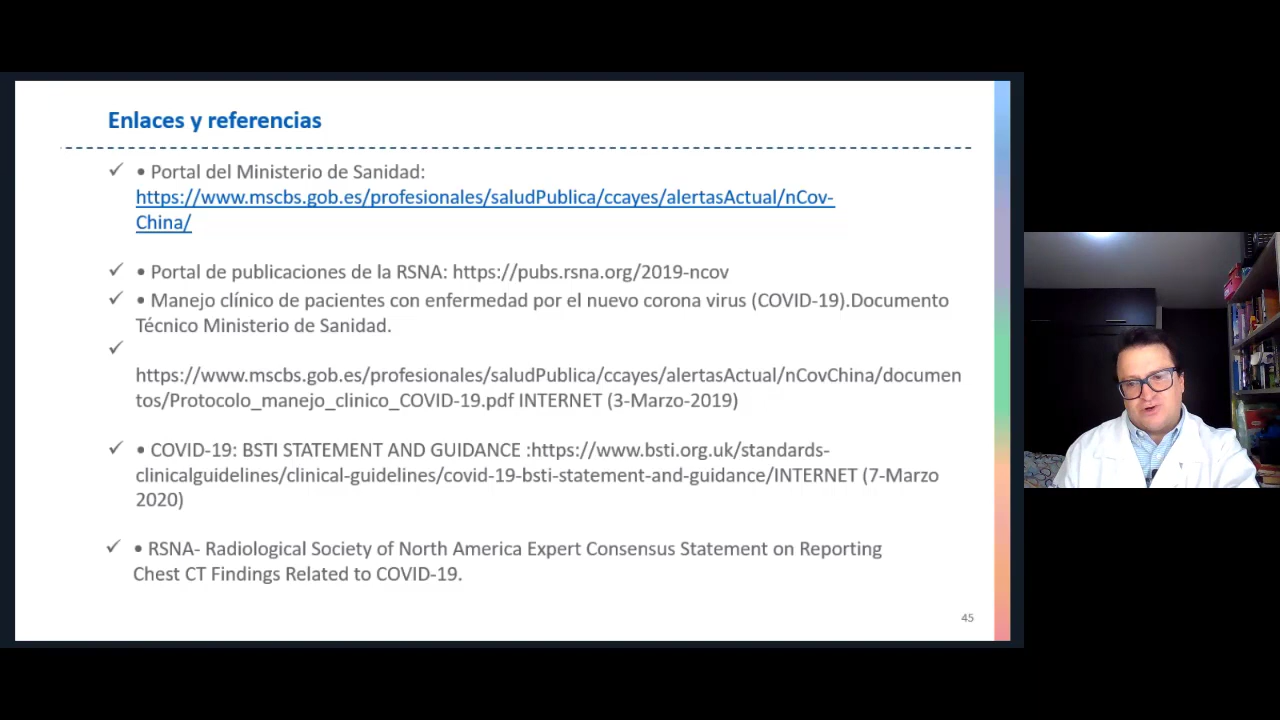 Enlaces y referencias
✓ • Portal del Ministerio de Sanidad:
https://www.mscbs.gob.es/profesionales/saludPublica/ccayes/alertasActual/nCov-
China/
✓ • Portal de publicaciones de la RSNA: https://pubs.rsna.org/2019-ncov
✓ • Manejo clínico de pacientes con enfermedad por el nuevo corona virus (COVID-19).Documento
Técnico Ministerio de Sanidad.
✓
https://www.mscbs.gob.es/profesionales/saludPublica/ccayes/alertasActual/nCovChina/documen
tos/Protocolo_manejo_clinico_COVID-19.pdf INTERNET (3-Marzo-2019)
✓ • COVID-19: BSTI STATEMENT AND GUIDANCE :https://www.bsti.org.uk/standards-
clinicalguidelines/clinical-guidelines/covid-19-bsti-statement-and-guidance/INTERNET (7-Marzo
2020)
✓ • RSNA- Radiological Society of North America Expert Consensus Statement on Reporting
Chest CT Findings Related to COVID-19.
45